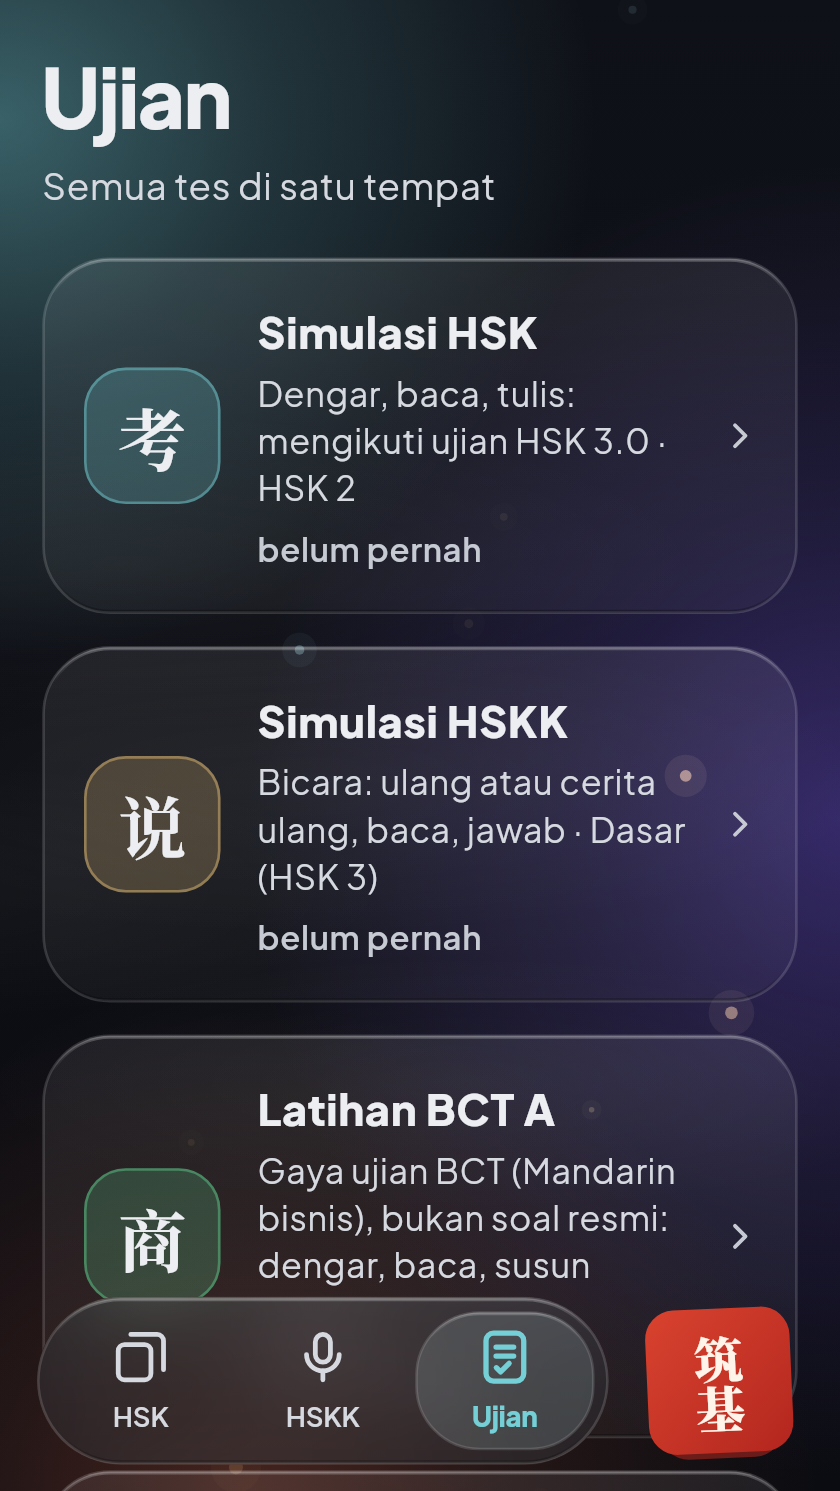 Ujian
Semua tes di satu tempat
考
Simulasi HSK
Dengar, baca, tulis:
mengikuti ujian HSK 3.0 ·
HSK 2
belum pernah
说
Simulasi HSKK
Bicara: ulang atau cerita
ulang, baca, jawab · Dasar
(HSK 3)
belum pernah
商
Latihan BCT A
Gaya ujian BCT (Mandarin
bisnis), bukan soal resmi:
dengar, baca, susun
HSK
HSKK
Ujian
筑
基